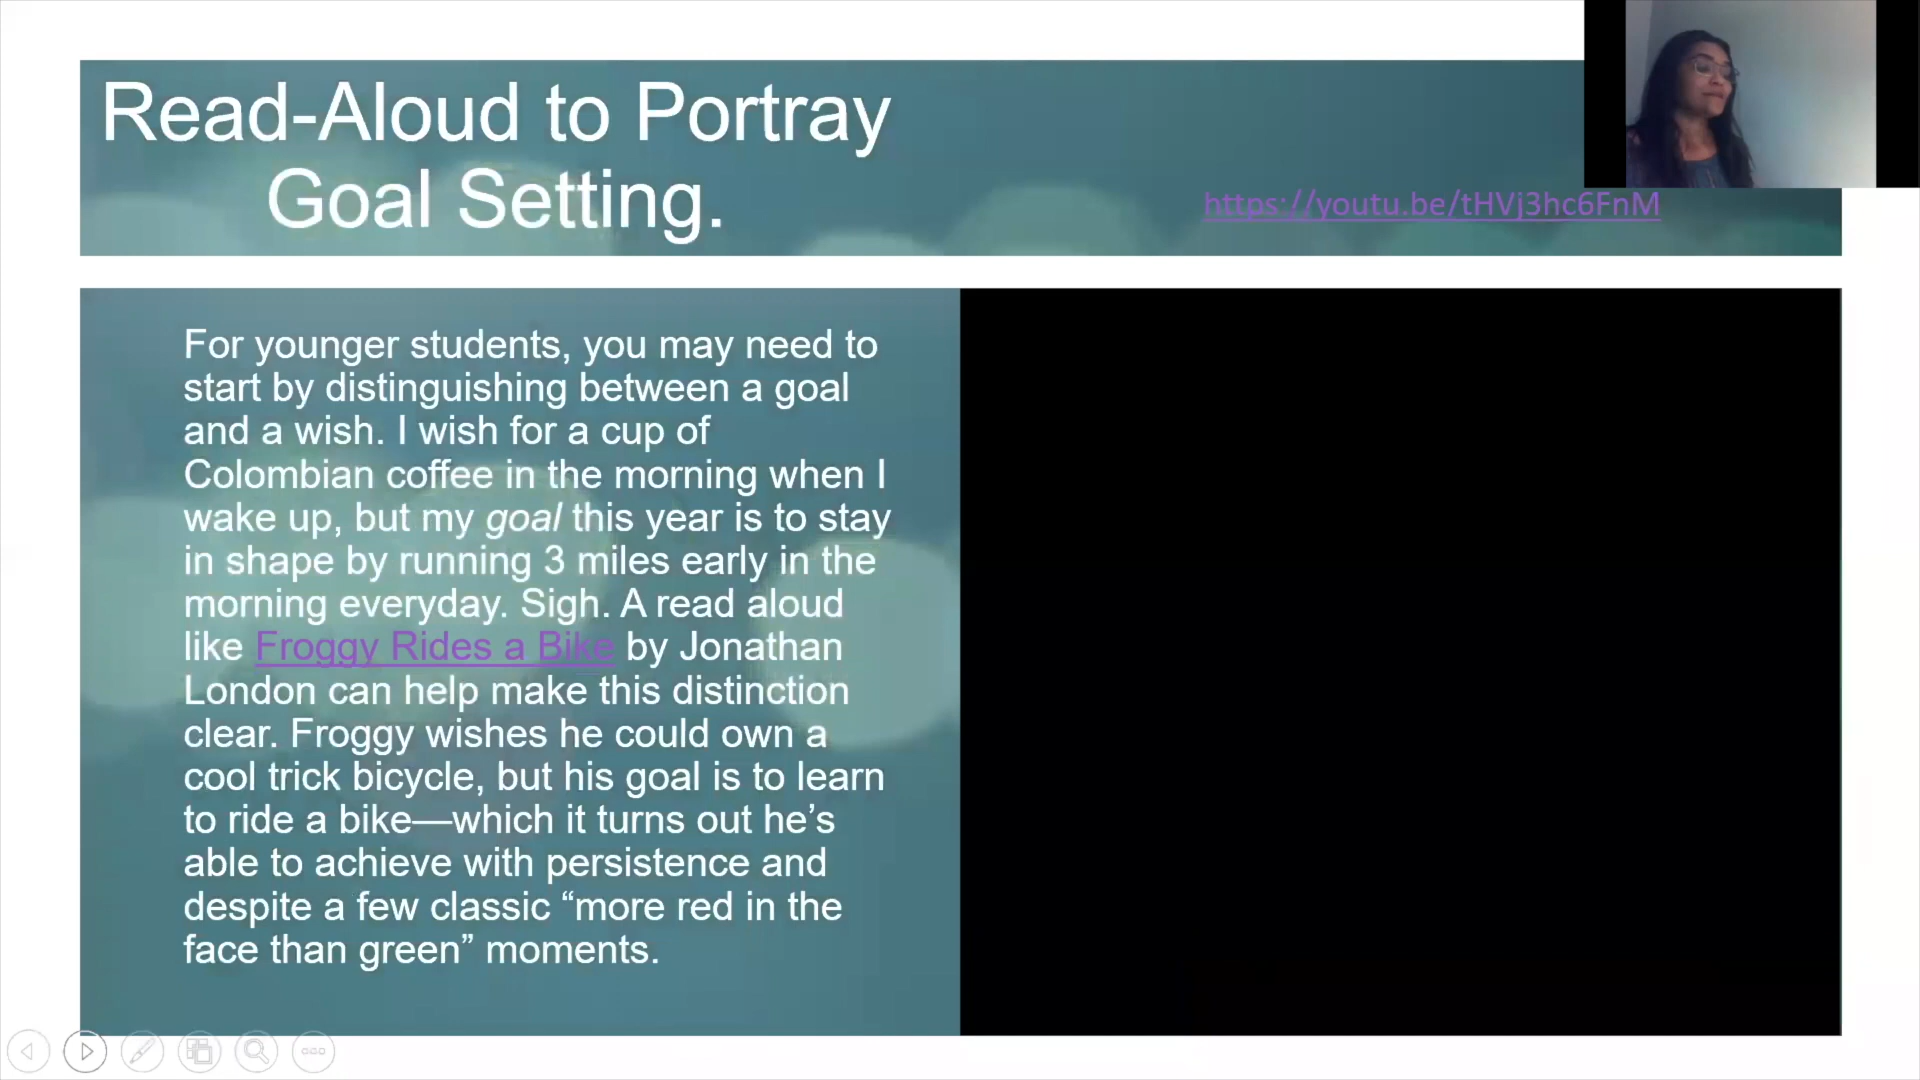 Read-Aloud to Portray
Goal Setting.
https://youtu.be/tHVj3hc6FnM
For younger students, you may need to
start by distinguishing between a goal
and a wish. I wish for a cup of
Colombian coffee in the morning when I
wake up, but my goal this year is to stay
in shape by running 3 miles early in the
morning everyday. Sigh. A read aloud
like Froggy Rides a Bike by Jonathan
London can help make this distinction
clear. Froggy wishes he could own a
cool trick bicycle, but his goal is to learn
to ride a bike—which it turns out he’s
able to achieve with persistence and
despite a few classic “more red in the
face than green” moments.